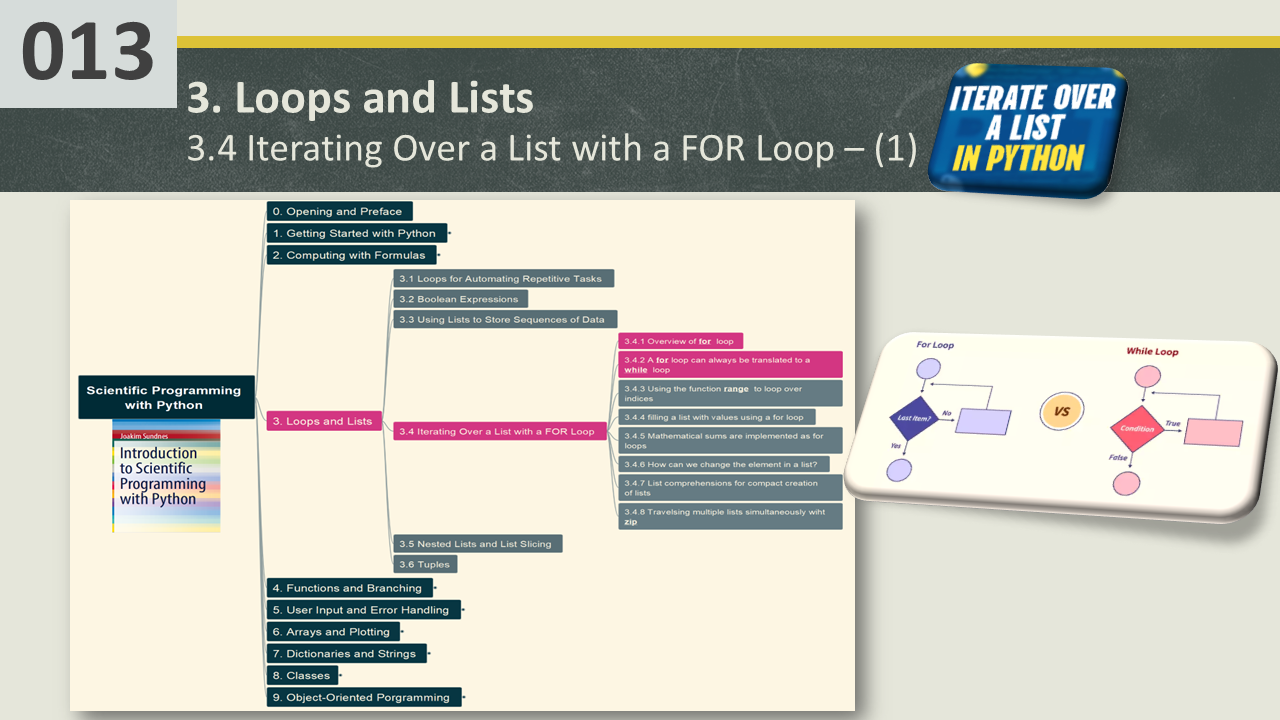 013
3. Loops and Lists
3.4 Iterating Over a List with a FOR Loop – (1)
ITERATE OVER
A LIST
IN PYTHON
0. Opening and Preface
1. Getting Started with Python
2. Computing with Formulas
3.1 Loops for Automating Repetitive Tasks
3.2 Boolean Expressions
3.3 Using Lists to Store Sequences of Data
3.4.1 Overview of for loop
3.4.2 A for loop can always be translated to a
while loop
3.4.3 Using the function range to loop over
indices
3.4.4 filling a list with values using a for loop
3.4.5 Mathematical sums are implemented as for
loops
3.4.6 How can we change the element in a list?
3.4.7 List comprehensions for compact creation
of lists
3.4.8 Travelsing multiple lists simultaneously wiht
zip
Scientific Programming
with Python
3. Loops and Lists
3.4 Iterating Over a List with a FOR Loop
Joakim Sundnes
Introduction
to Scientific
Programming
with Python
3.5 Nested Lists and List Slicing
3.6 Tuples
4. Functions and Branching
5. User Input and Error Handling
6. Arrays and Plotting
7. Dictionaries and Strings
8. Classes
9. Object-Oriented Porgramming
For Loop
Last Item?
No
Yes
VS
While Loop
Condition
True
False